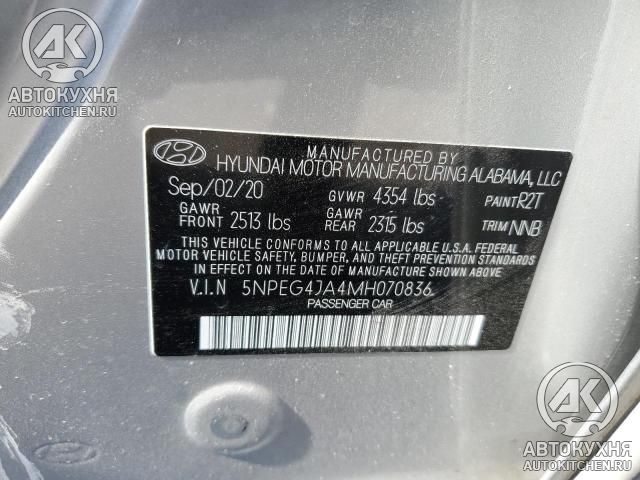 AK
АВТОКУХНЯ
AUTOKITCHEN.RU
MANUFACTURED BY
HYUNDAI MOTOR MANUFACTURING ALABAMA, LLC
Sep/02/20 GVWR 4354 lbs PAINT R2T
GAWR FRONT 2513 lbs GAWR REAR 2315 lbs TRIM NNB
THIS VEHICLE CONFORMS TO ALL APPLICABLE U.S.A. FEDERAL
MOTOR VEHICLE SAFETY, BUMPER, AND THEFT PREVENTION STANDARDS
IN EFFECT ON THE DATE OF MANUFACTURE SHOWN ABOVE.
V.I.N 5NPEG4JA4MH070836
PASSENGER CAR
AK
АВТОКУХНЯ
AUTOKITCHEN.RU